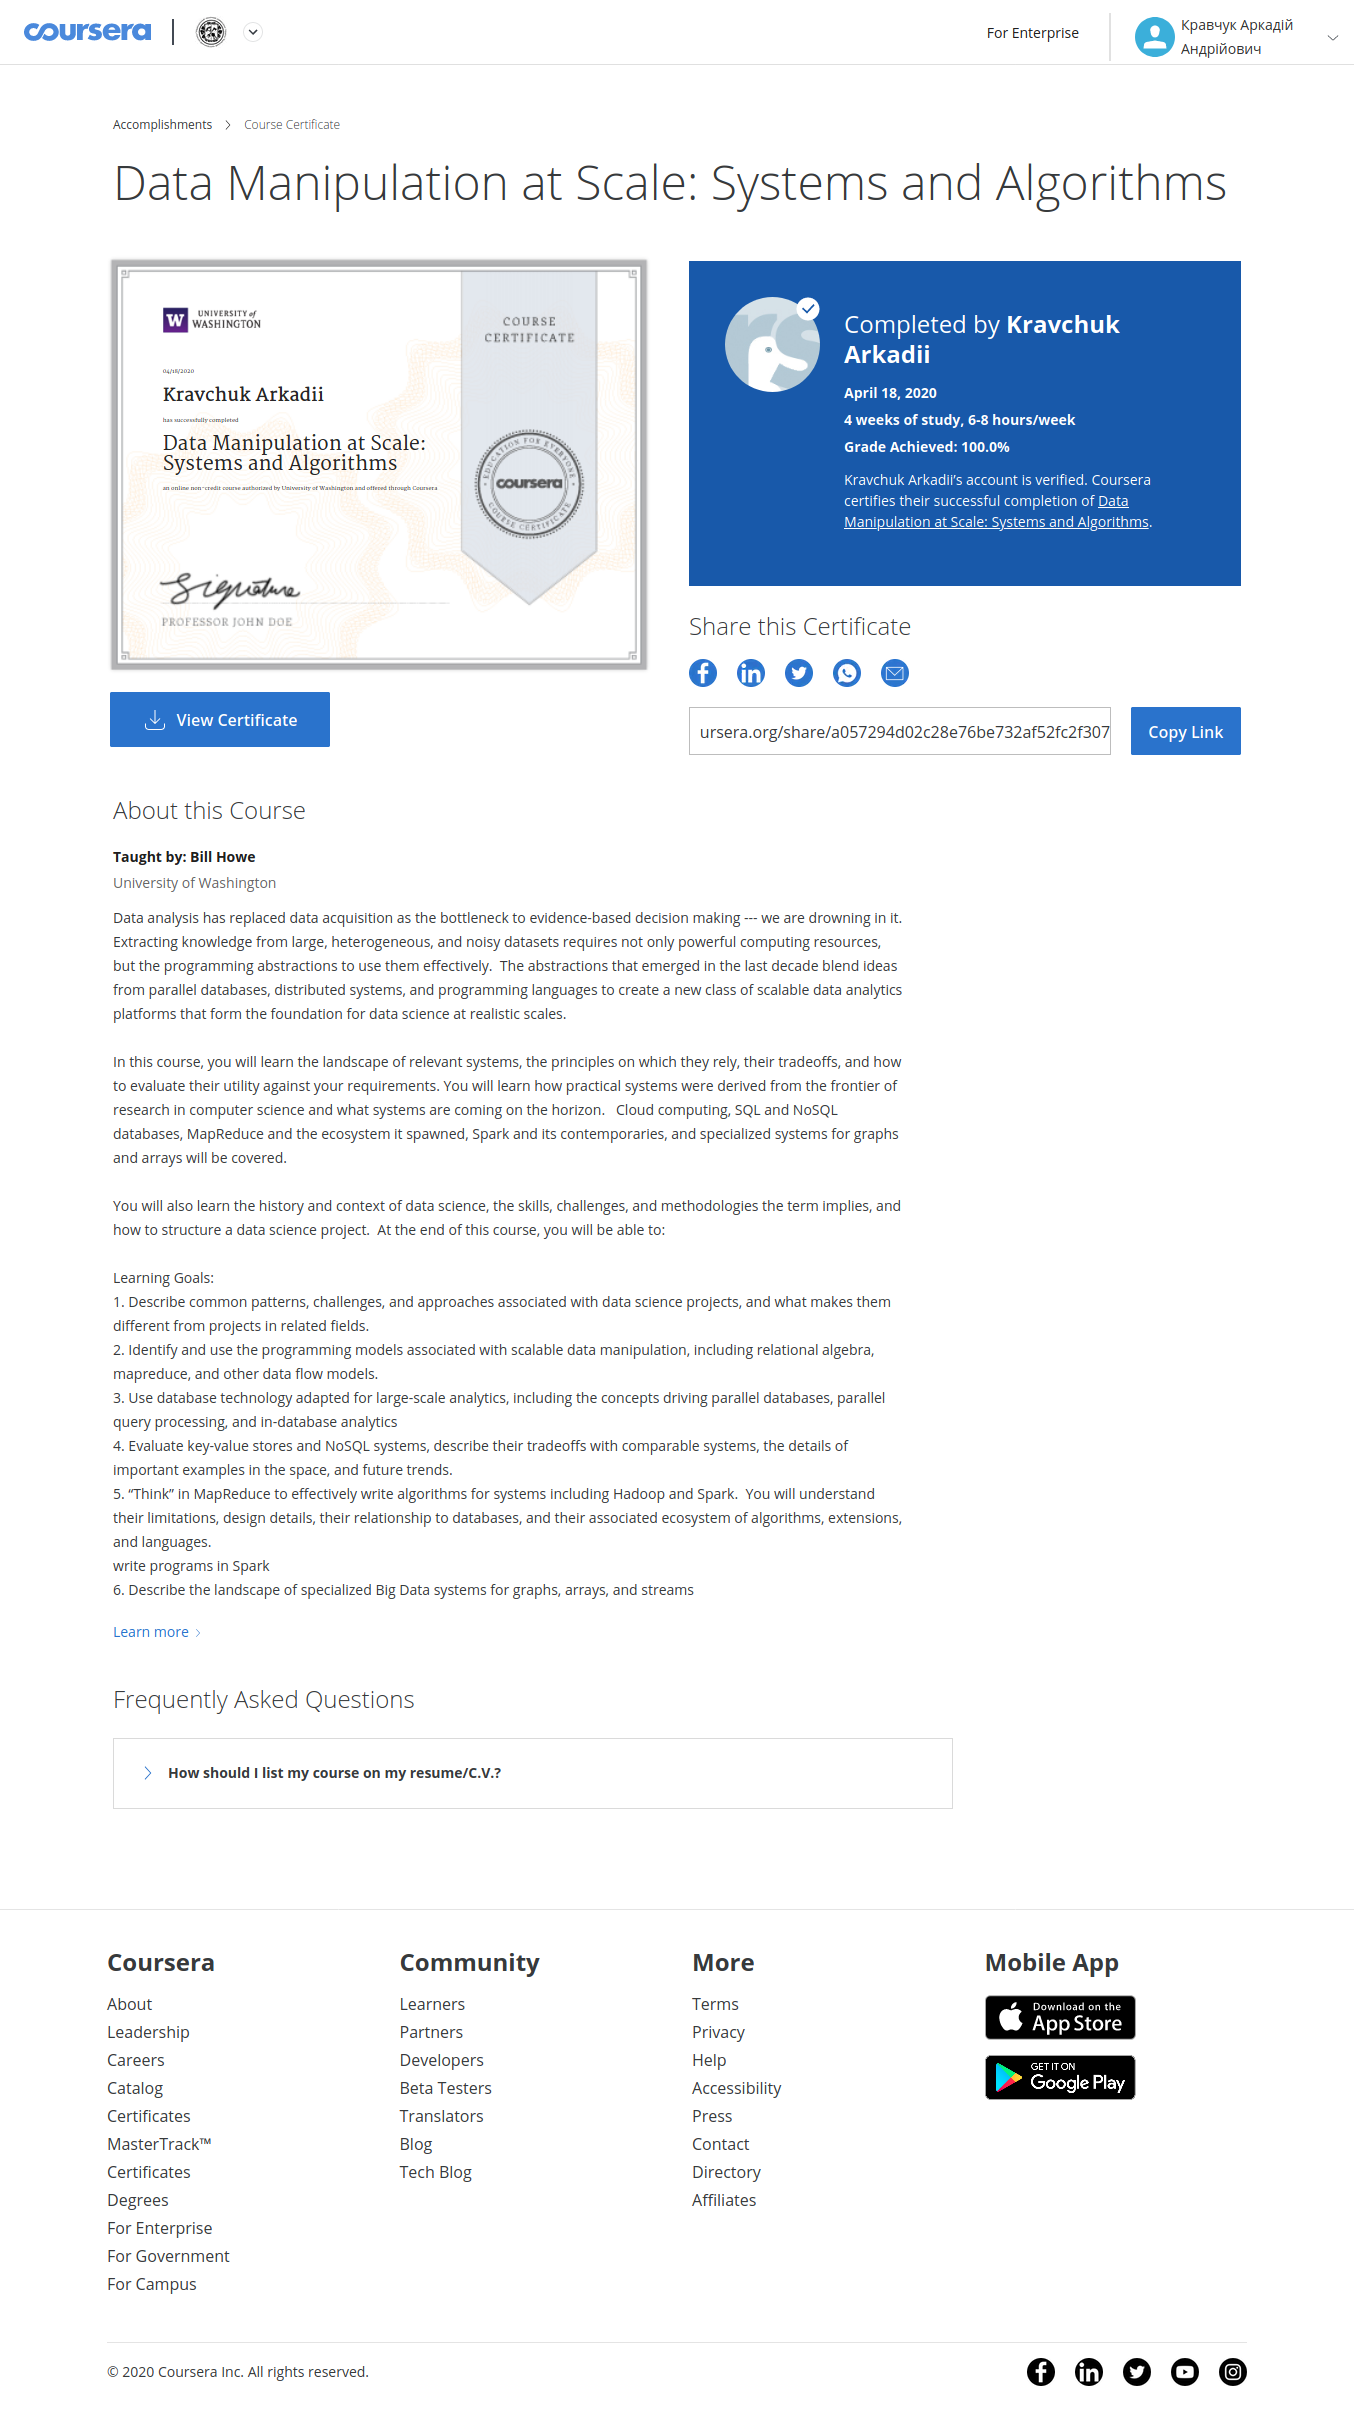 coursera
For Enterprise
Кравчук Аркадій
Андрійович
Accomplishments
Course Certificate
Data Manipulation at Scale: Systems and Algorithms
W UNIVERSITY of
WASHINGTON
COURSE
CERTIFICATE
04/18/2020
Kravchuk Arkadii
has successfully completed
Data Manipulation at Scale:
Systems and Algorithms
an online non-credit course authorized by University of Washington and offered through Coursera
EDUCATION FOR EVERYONE
coursera
COURSE CERTIFICATE
Signature
PROFESSOR JOHN DOE
View Certificate
Completed by Kravchuk
Arkadii
April 18, 2020
4 weeks of study, 6-8 hours/week
Grade Achieved: 100.0%
Kravchuk Arkadii's account is verified. Coursera
certifies their successful completion of Data
Manipulation at Scale: Systems and Algorithms.
Share this Certificate
ursera.org/share/a057294d02c28e76be732af52fc2f307
Copy Link
About this Course
Taught by: Bill Howe
University of Washington
Data analysis has replaced data acquisition as the bottleneck to evidence-based decision making --- we are drowning in it.
Extracting knowledge from large, heterogeneous, and noisy datasets requires not only powerful computing resources,
but the programming abstractions to use them effectively.  The abstractions that emerged in the last decade blend ideas
from parallel databases, distributed systems, and programming languages to create a new class of scalable data analytics
platforms that form the foundation for data science at realistic scales.
In this course, you will learn the landscape of relevant systems, the principles on which they rely, their tradeoffs, and how
to evaluate their utility against your requirements. You will learn how practical systems were derived from the frontier of
research in computer science and what systems are coming on the horizon.   Cloud computing, SQL and NoSQL
databases, MapReduce and the ecosystem it spawned, Spark and its contemporaries, and specialized systems for graphs
and arrays will be covered.
You will also learn the history and context of data science, the skills, challenges, and methodologies the term implies, and
how to structure a data science project.  At the end of this course, you will be able to:
Learning Goals:
1. Describe common patterns, challenges, and approaches associated with data science projects, and what makes them
different from projects in related fields.
2. Identify and use the programming models associated with scalable data manipulation, including relational algebra,
mapreduce, and other data flow models.
3. Use database technology adapted for large-scale analytics, including the concepts driving parallel databases, parallel
query processing, and in-database analytics
4. Evaluate key-value stores and NoSQL systems, describe their tradeoffs with comparable systems, the details of
important examples in the space, and future trends.
5. “Think” in MapReduce to effectively write algorithms for systems including Hadoop and Spark.  You will understand
their limitations, design details, their relationship to databases, and their associated ecosystem of algorithms, extensions,
and languages.
write programs in Spark
6. Describe the landscape of specialized Big Data systems for graphs, arrays, and streams
Learn more
Frequently Asked Questions
How should I list my course on my resume/C.V.?
Coursera
About
Leadership
Careers
Catalog
Certificates
MasterTrack™
Certificates
Degrees
For Enterprise
For Government
For Campus
Community
Learners
Partners
Developers
Beta Testers
Translators
Blog
Tech Blog
More
Terms
Privacy
Help
Accessibility
Press
Contact
Directory
Affiliates
Mobile App
Download on the
App Store
GET IT ON
Google Play
© 2020 Coursera Inc. All rights reserved.